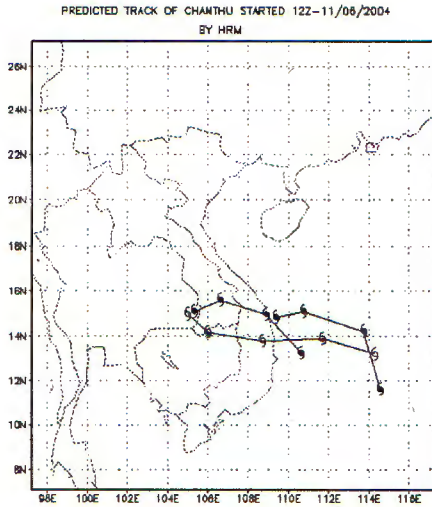 PREDICTED TRACK OF CHANTHU STARTED 12Z-11/06/2004
BY HRM
26N
24N
22N
20N
18N
16N
14N
12N
10N
8N
98E 100E 102E 104E 106E 108E 110E 112E 114E 116E